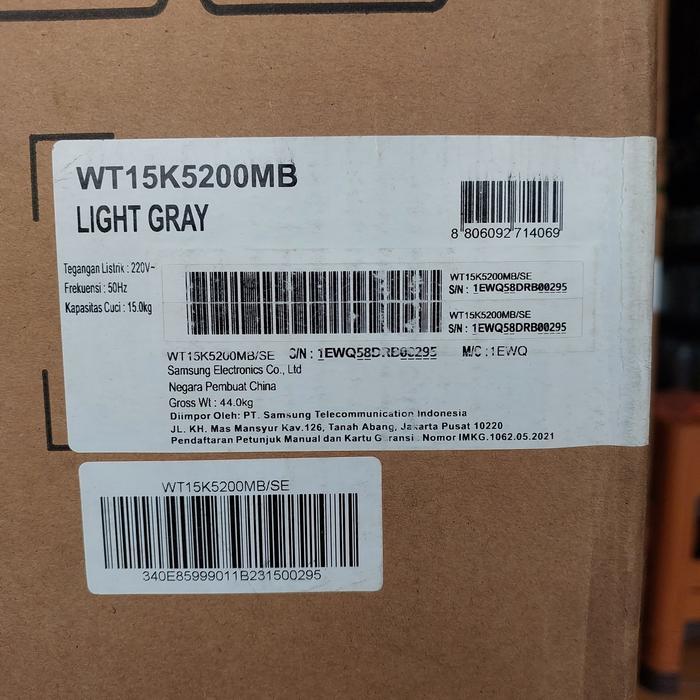 WT15K5200MB
LIGHT GRAY
8 806092 714069
Tegangan Listrik : 220V~
Frekuensi : 50Hz
Kapasitas Cuci : 15.0kg
WT15K5200MB/SE
S/N : 1EWQ58DRB00295
WT15K5200MB/SE
S/N : 1EWQ58DRB00295
WT15K5200MB/SE S/N : 1EWQ58DRB00295 M/C : 1EWQ
Samsung Electronics Co., Ltd
Negara Pembuat China
Gross Wt : 44.0kg
Diimpor Oleh: PT. Samsung Telecommunication Indonesia
JL. KH. Mas Mansyur Kav.126, Tanah Abang, Jakarta Pusat 10220
Pendaftaran Petunjuk Manual dan Kartu Garansi : Nomor IMKG.1062.05.2021
WT15K5200MB/SE
340E85999011B231500295